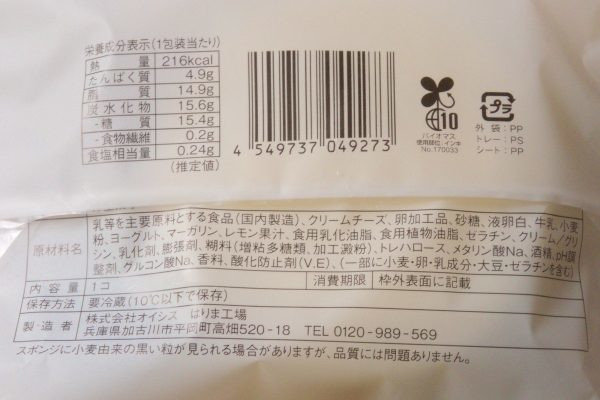 栄養成分表示(1包装当たり)
熱量 216kcal
たんぱく質 4.9g
脂質 14.9g
炭水化物 15.6g
-糖質 15.4g
-食物繊維 0.2g
食塩相当量 0.24g
(推定値)
4 549737 049273
10
バイオマス
使用部位:インキ
No.170033
プラ
外袋:PP
トレー:PS
シート:PP
原材料名
乳等を主要原料とする食品(国内製造)、クリームチーズ、卵加工品、砂糖、液卵白、牛乳、小麦
粉、ヨーグルト、マーガリン、レモン果汁、食用乳化油脂、食用植物油脂、ゼラチン、クリーム/グリ
シン、乳化剤、膨張剤、糊料(増粘多糖類、加工澱粉)、トレハロース、メタリン酸Na、酒精、pH調
整剤、グルコン酸Na、香料、酸化防止剤(V.E)、(一部に小麦・卵・乳成分・大豆・ゼラチンを含む)
内容量 1コ 消費期限 枠外表面に記載
保存方法 要冷蔵(10℃以下で保存)
製造者 株式会社オイシス はりま工場
兵庫県加古川市平岡町高畑520-18 TEL 0120-989-569
スポンジに小麦由来の黒い粒が見られる場合がありますが、品質には問題ありません。